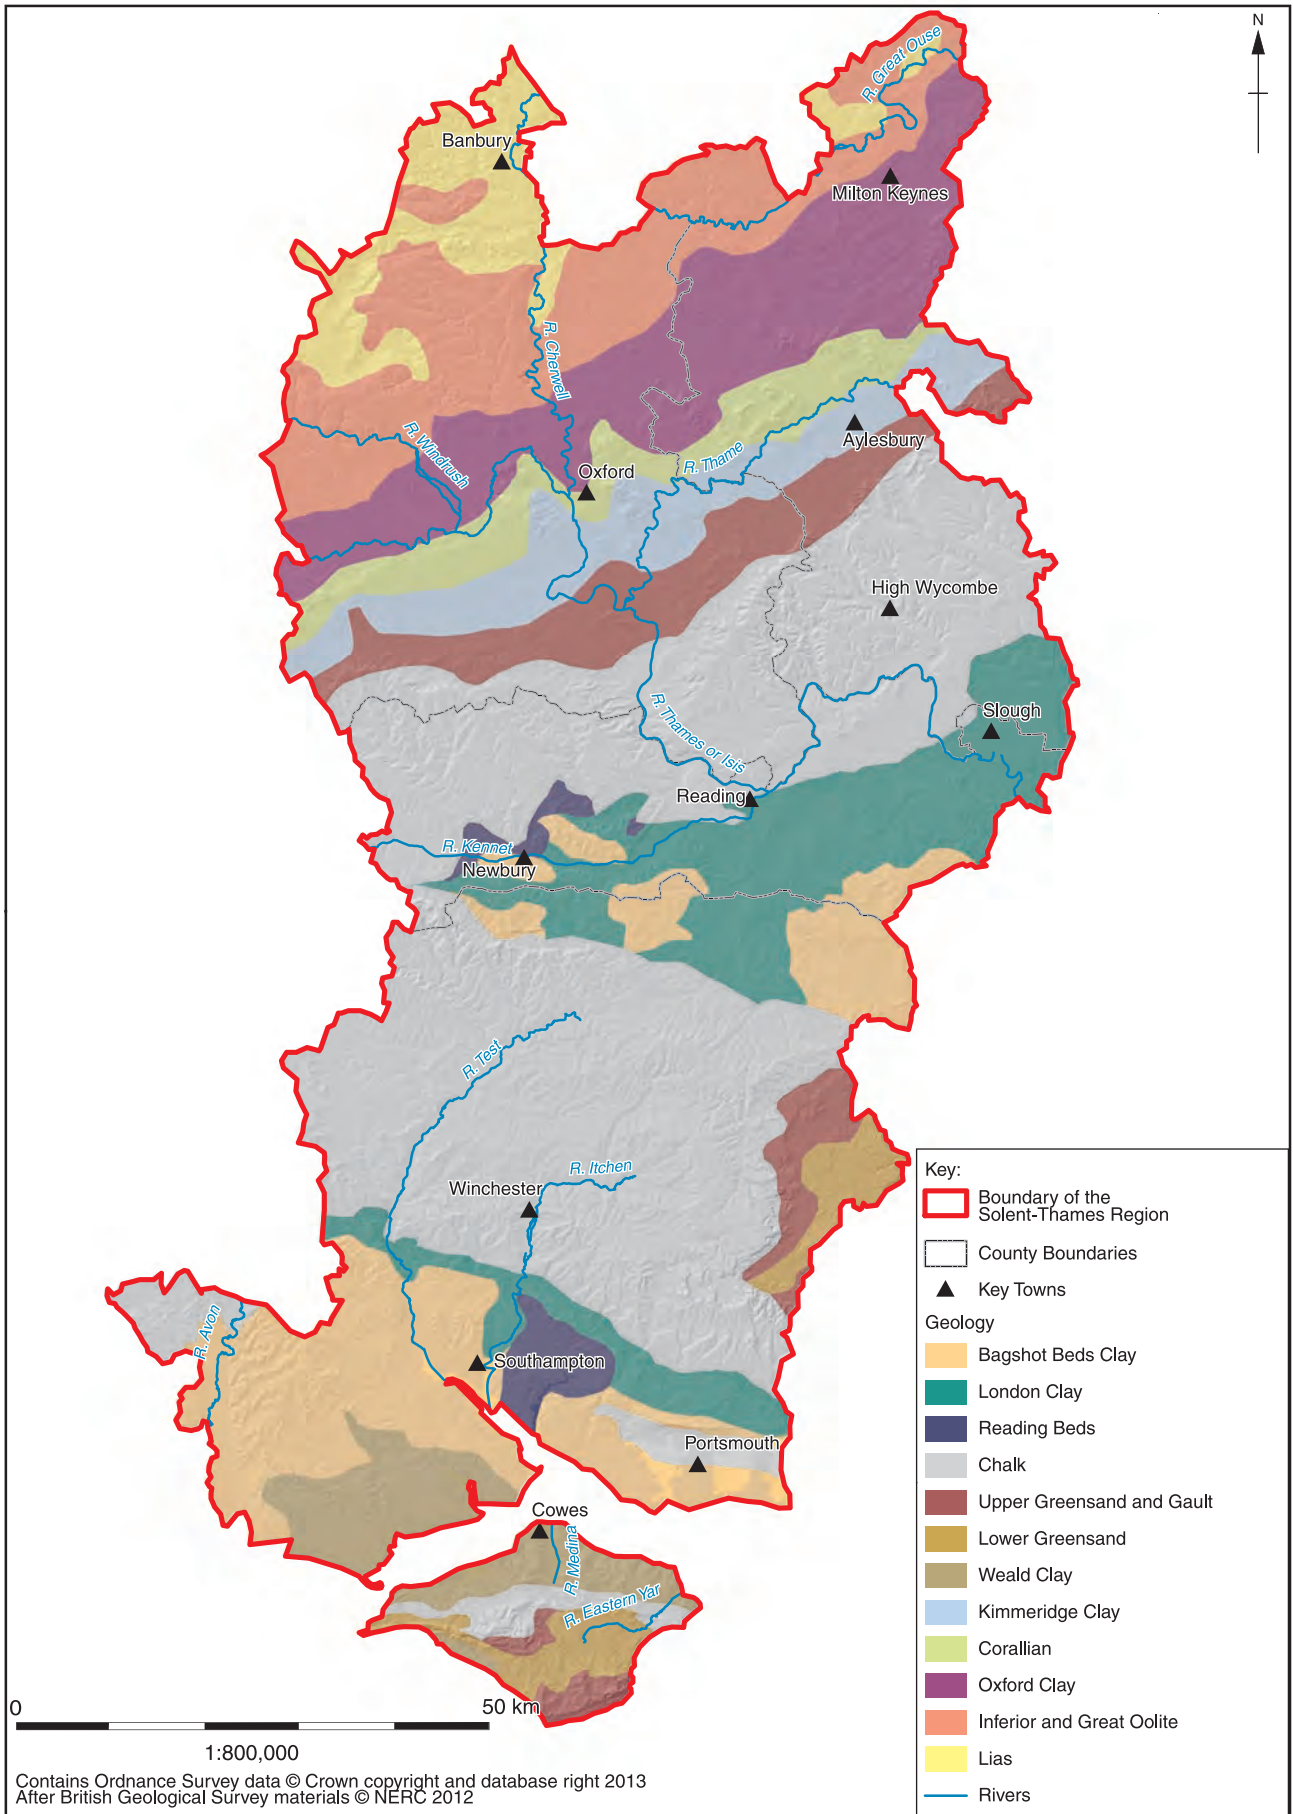 N
R. Great Ouse
Banbury
Milton Keynes
R. Cherwell
R. Windrush
Aylesbury
R. Thame
Oxford
High Wycombe
R. Thames or Isis
Slough
Reading
R. Kennet
Newbury
R. Test
R. Itchen
Winchester
R. Avon
Southampton
Portsmouth
Cowes
R. Medina
R. Eastern Yar
Key:
Boundary of the
Solent-Thames Region
County Boundaries
Key Towns
Geology
Bagshot Beds Clay
London Clay
Reading Beds
Chalk
Upper Greensand and Gault
Lower Greensand
Weald Clay
Kimmeridge Clay
Corallian
Oxford Clay
Inferior and Great Oolite
Lias
Rivers
0 50 km
1:800,000
Contains Ordnance Survey data © Crown copyright and database right 2013
After British Geological Survey materials © NERC 2012